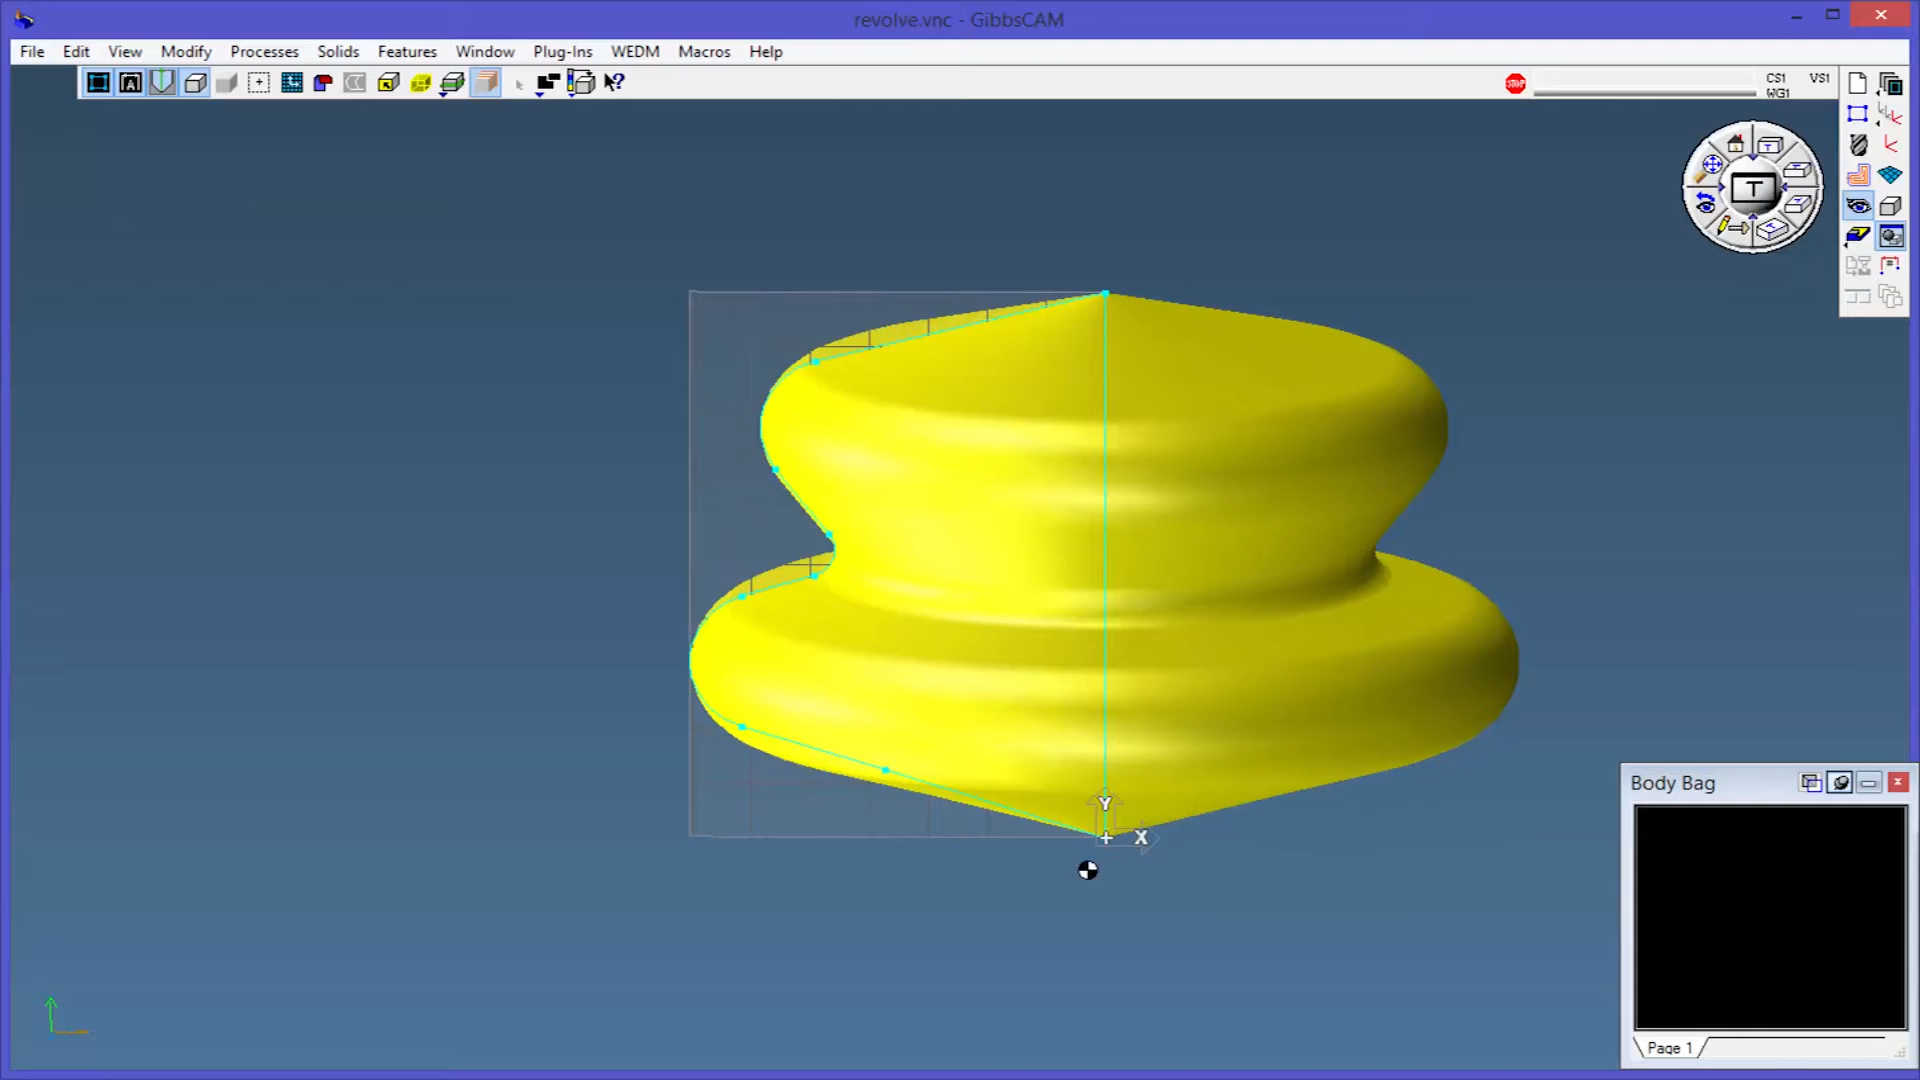 revolve.vnc - GibbsCAM
File Edit View Modify Processes Solids Features Window Plug-Ins WEDM Macros Help
A
?
STOP
CS1 VS1
WG1
T
Y
X
Body Bag
Page 1